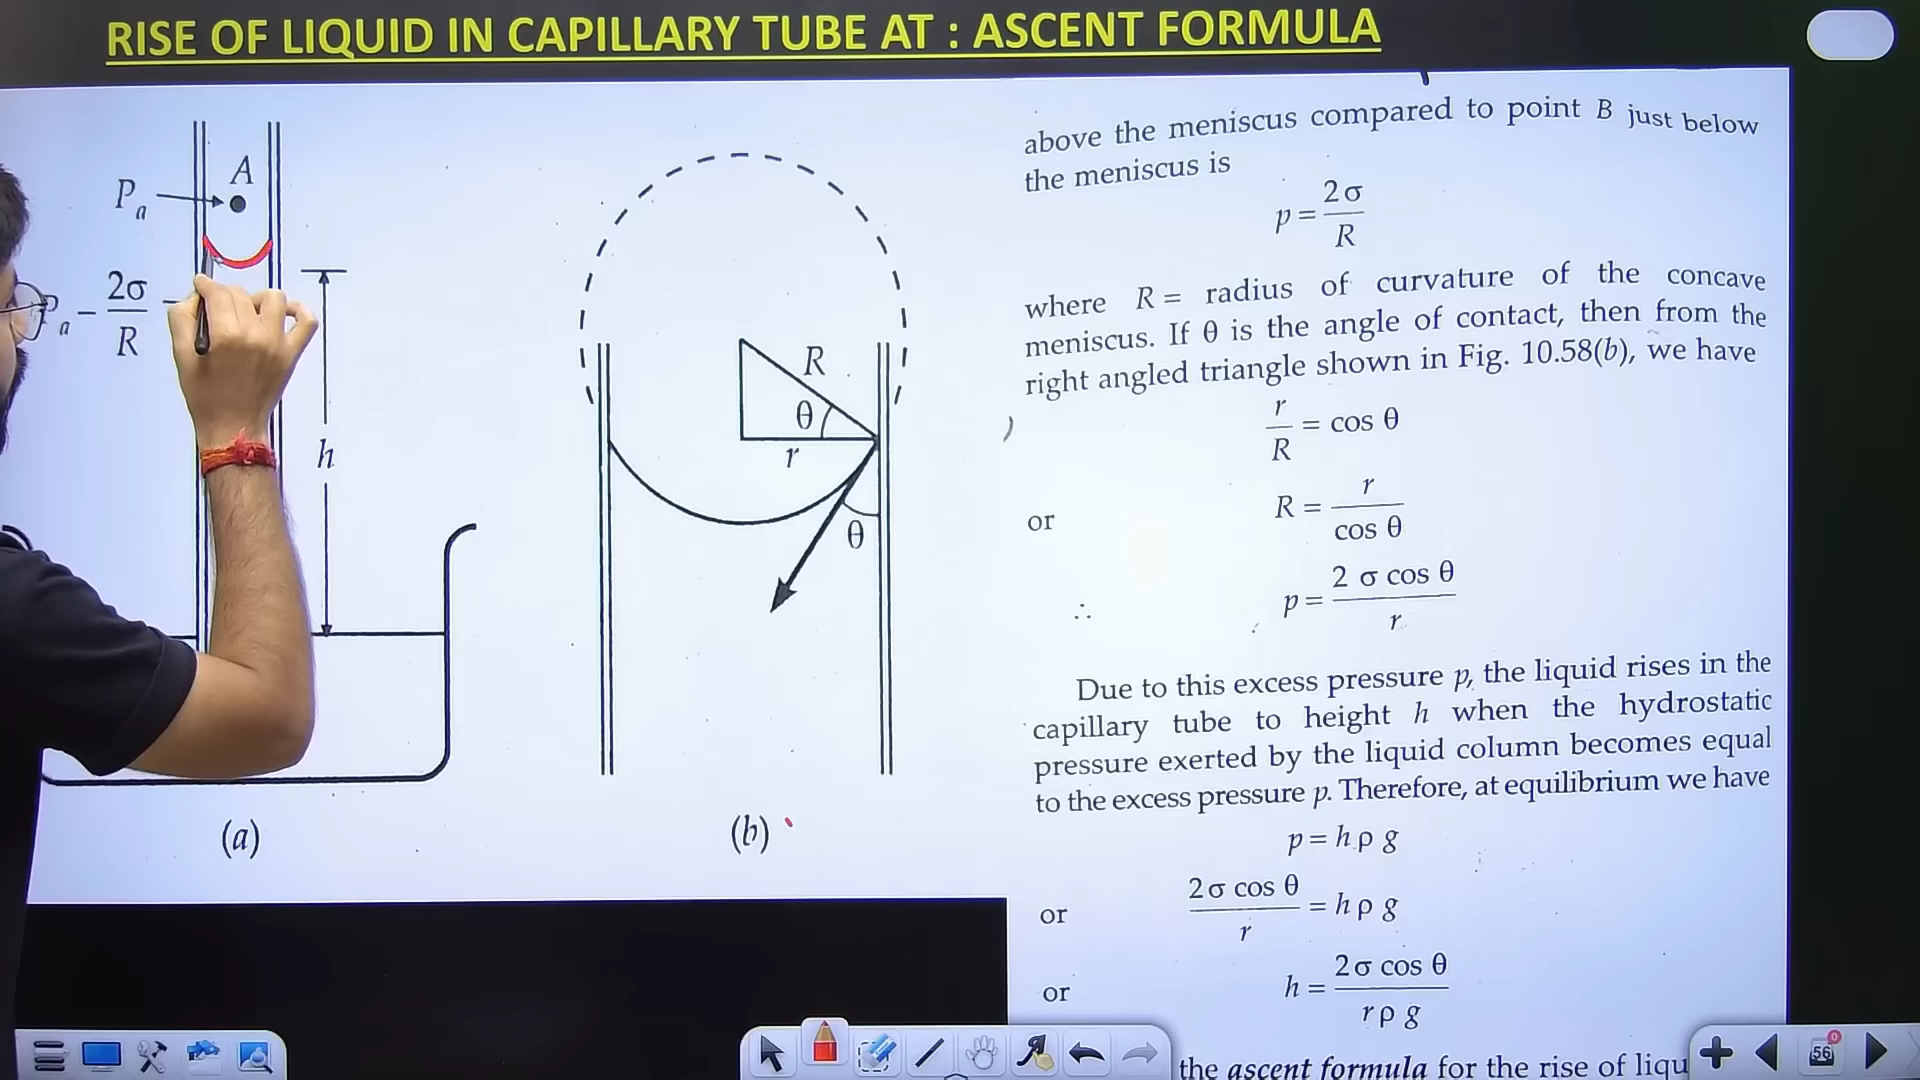 RISE OF LIQUID IN CAPILLARY TUBE AT : ASCENT FORMULA
A
Pa
Pa − 2σ/R
h
(a)
R
θ
r
θ
(b)
above the meniscus compared to point B just below
the meniscus is
p = 2σ/R
where R = radius of curvature of the concave
meniscus. If θ is the angle of contact, then from the
right angled triangle shown in Fig. 10.58(b), we have
r/R = cos θ
or R = r/cos θ
∴ p = 2 σ cos θ/r
Due to this excess pressure p, the liquid rises in the
capillary tube to height h when the hydrostatic
pressure exerted by the liquid column becomes equal
to the excess pressure p. Therefore, at equilibrium we have
p = h ρ g
or 2σ cos θ/r = h ρ g
or h = 2σ cos θ/r ρ g
the ascent formula for the rise of liqu
56
0